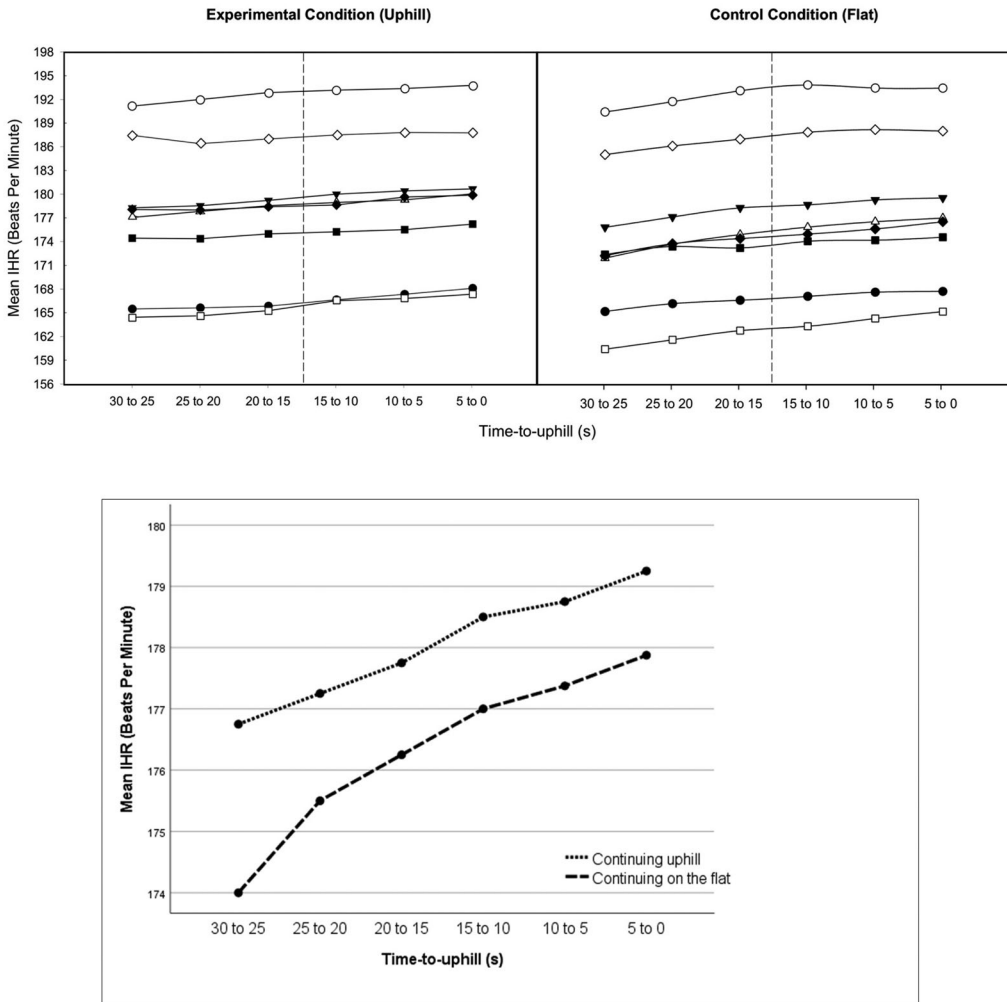 Experimental Condition (Uphill) Control Condition (Flat)
198
195
192
189
186
183
180
177
174
171
168
165
162
159
156
Mean IHR (Beats Per Minute)
30 to 25 25 to 20 20 to 15 15 to 10 10 to 5 5 to 0 30 to 25 25 to 20 20 to 15 15 to 10 10 to 5 5 to 0
Time-to-uphill (s)
180
179
178
177
176
175
174
Mean IHR (Beats Per Minute)
Continuing uphill
Continuing on the flat
30 to 25 25 to 20 20 to 15 15 to 10 10 to 5 5 to 0
Time-to-uphill (s)